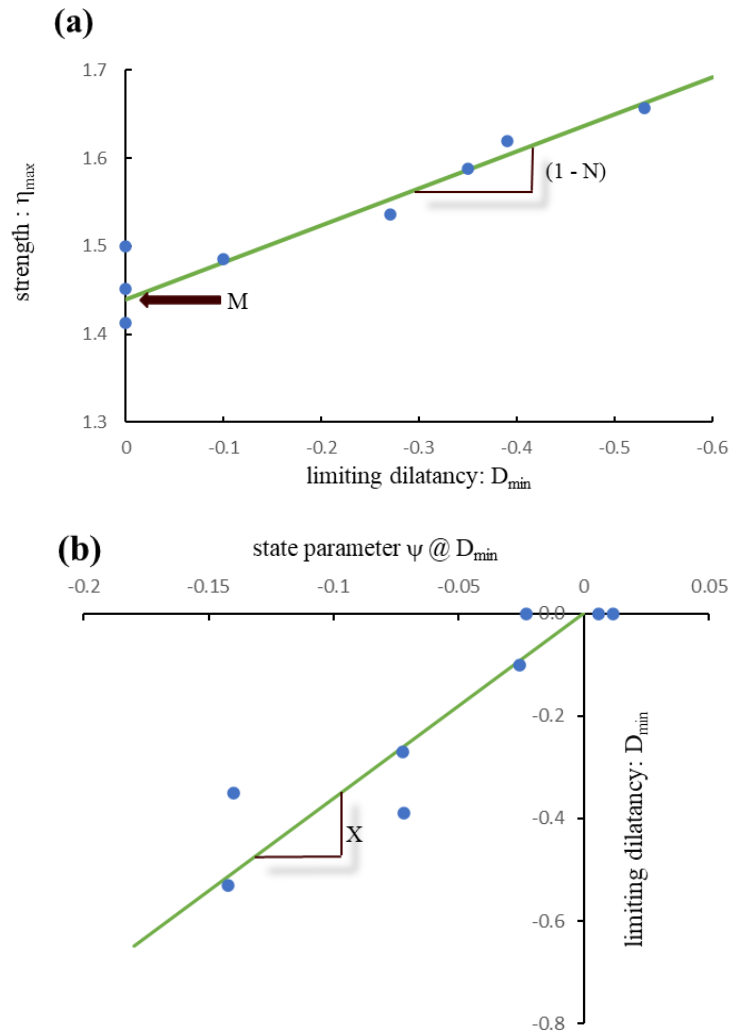 (a)
1.7
1.6
1.5
1.4
1.3
strength : ηmax
(1 - N)
M
0 -0.1 -0.2 -0.3 -0.4 -0.5 -0.6
limiting dilatancy: Dmin
(b)
state parameter ψ @ Dmin
-0.2 -0.15 -0.1 -0.05 0 0.05
0.0
-0.2
-0.4
-0.6
-0.8
X
limiting dilatancy: Dmin